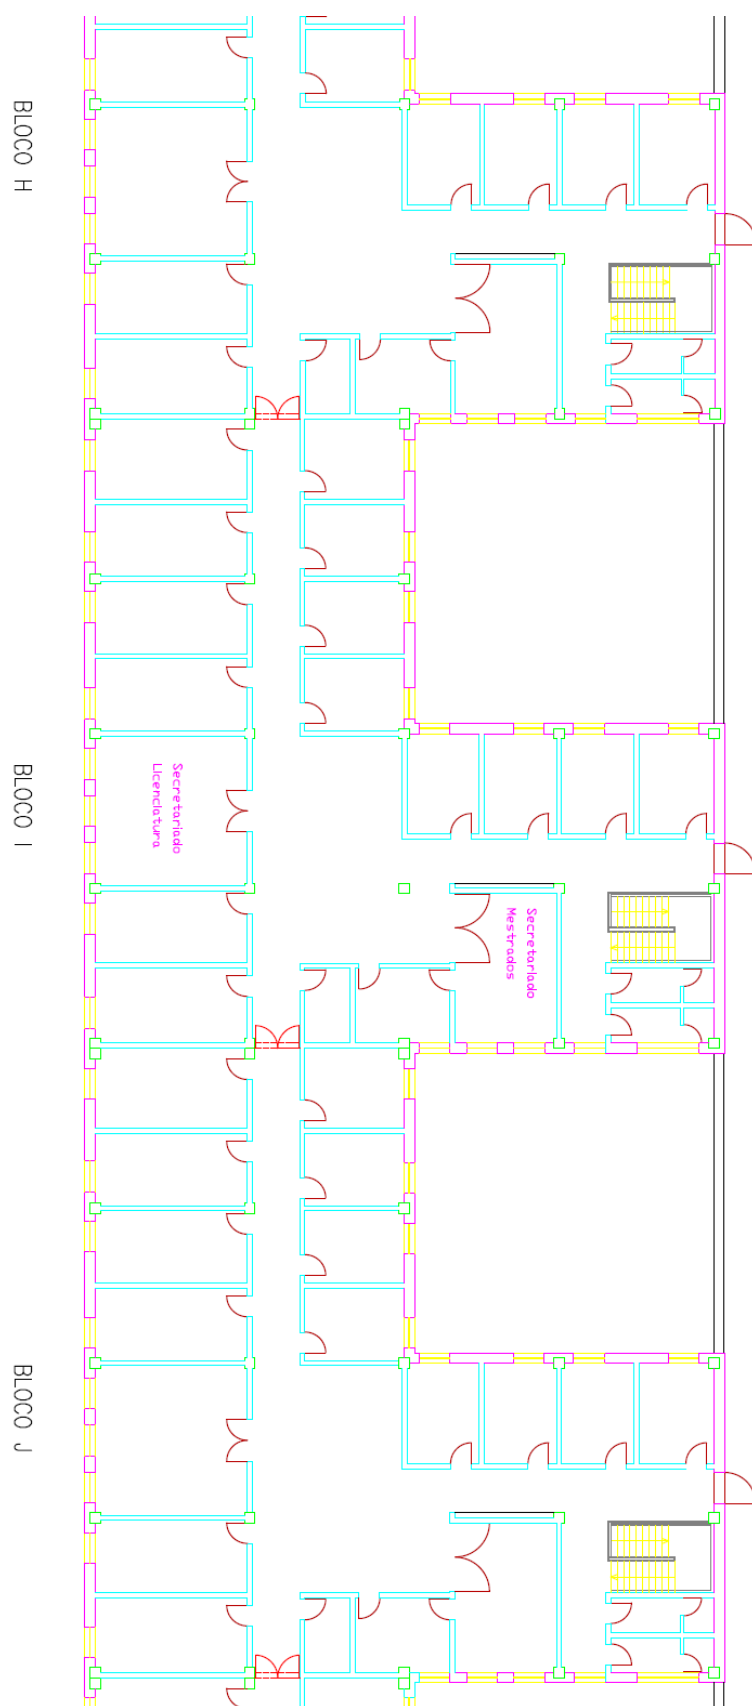 BLOCO H
Secretariado
Licenciatura
BLOCO I
Secretariado
Mestrados
BLOCO J